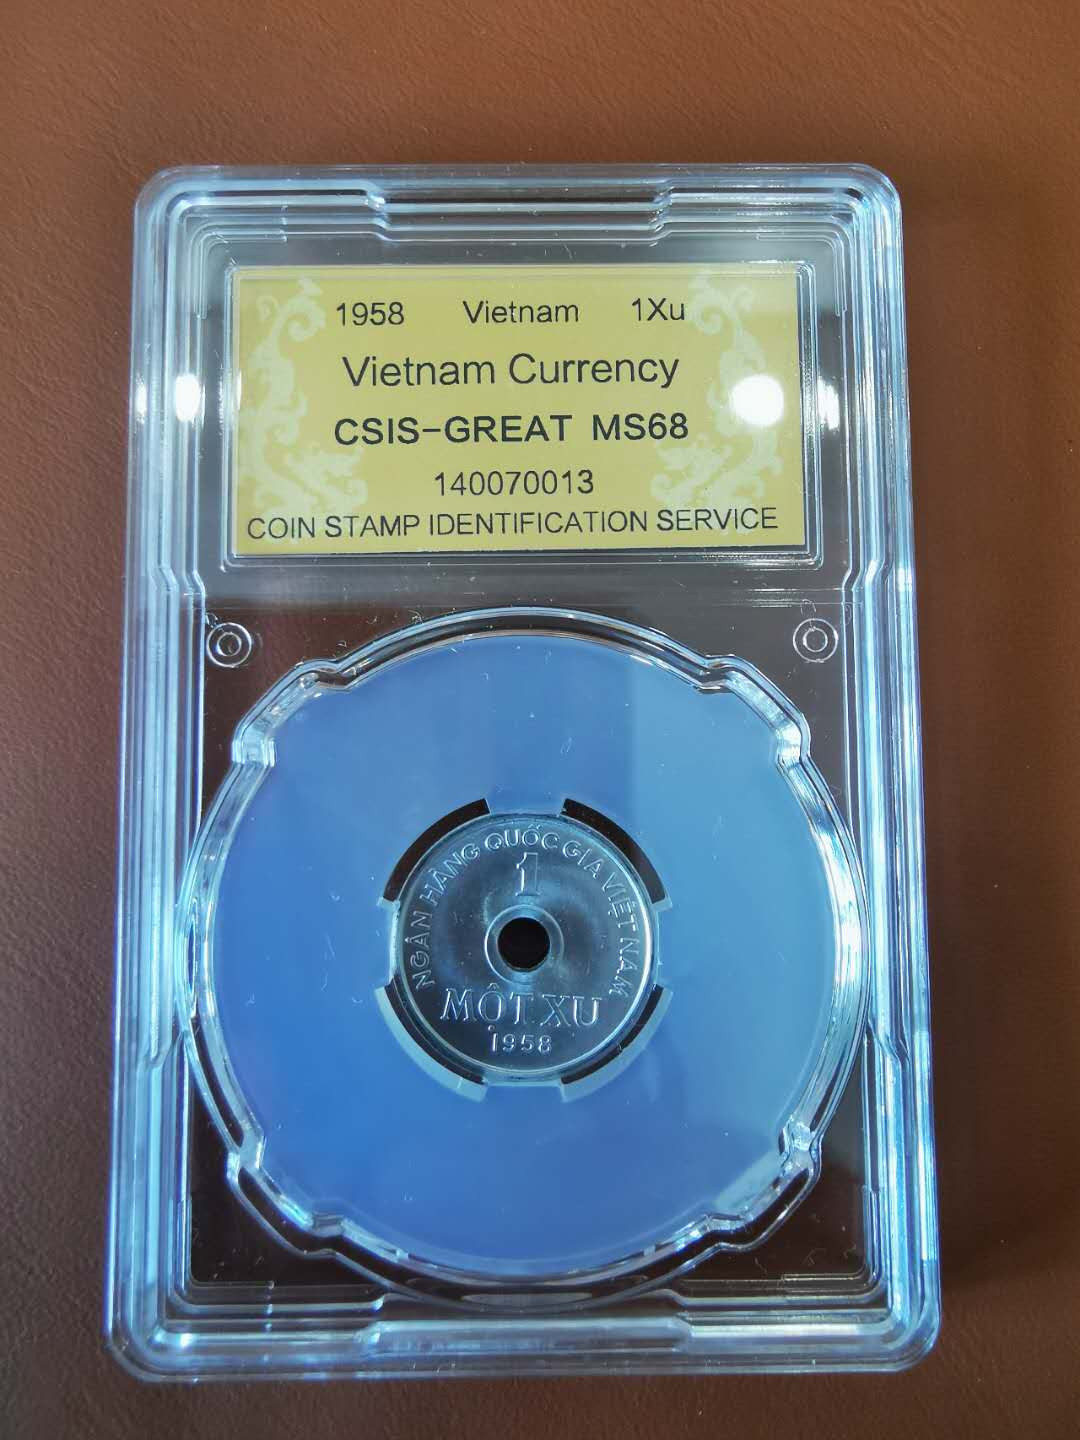 1958 Vietnam 1Xu
Vietnam Currency
CSIS-GREAT MS68
140070013
COIN STAMP IDENTIFICATION SERVICE
NGÂN HÀNG QUỐC GIA VIỆT NAM
1
MỘT XU
1958